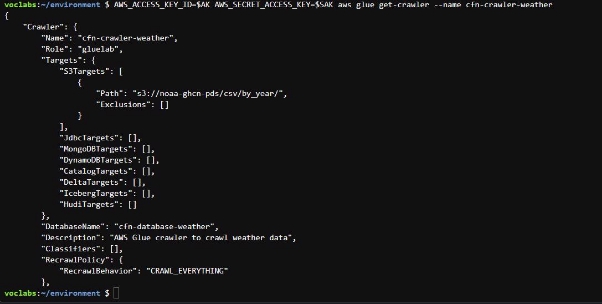 voclabs:~/environment $ AWS_ACCESS_KEY_ID=$AK AWS_SECRET_ACCESS_KEY=$SAK aws glue get-crawler --name cfn-crawler-weather
{
    "Crawler": {
        "Name": "cfn-crawler-weather",
        "Role": "gluelab",
        "Targets": {
            "S3Targets": [
                {
                    "Path": "s3://noaa-ghcn-pds/csv/by_year/",
                    "Exclusions": []
                }
            ],
            "JdbcTargets": [],
            "MongoDBTargets": [],
            "DynamoDBTargets": [],
            "CatalogTargets": [],
            "DeltaTargets": [],
            "IcebergTargets": [],
            "HudiTargets": []
        },
        "DatabaseName": "cfn-database-weather",
        "Description": "AWS Glue crawler to crawl weather data",
        "Classifiers": [],
        "RecrawlPolicy": {
            "RecrawlBehavior": "CRAWL_EVERYTHING"
        },
voclabs:~/environment $